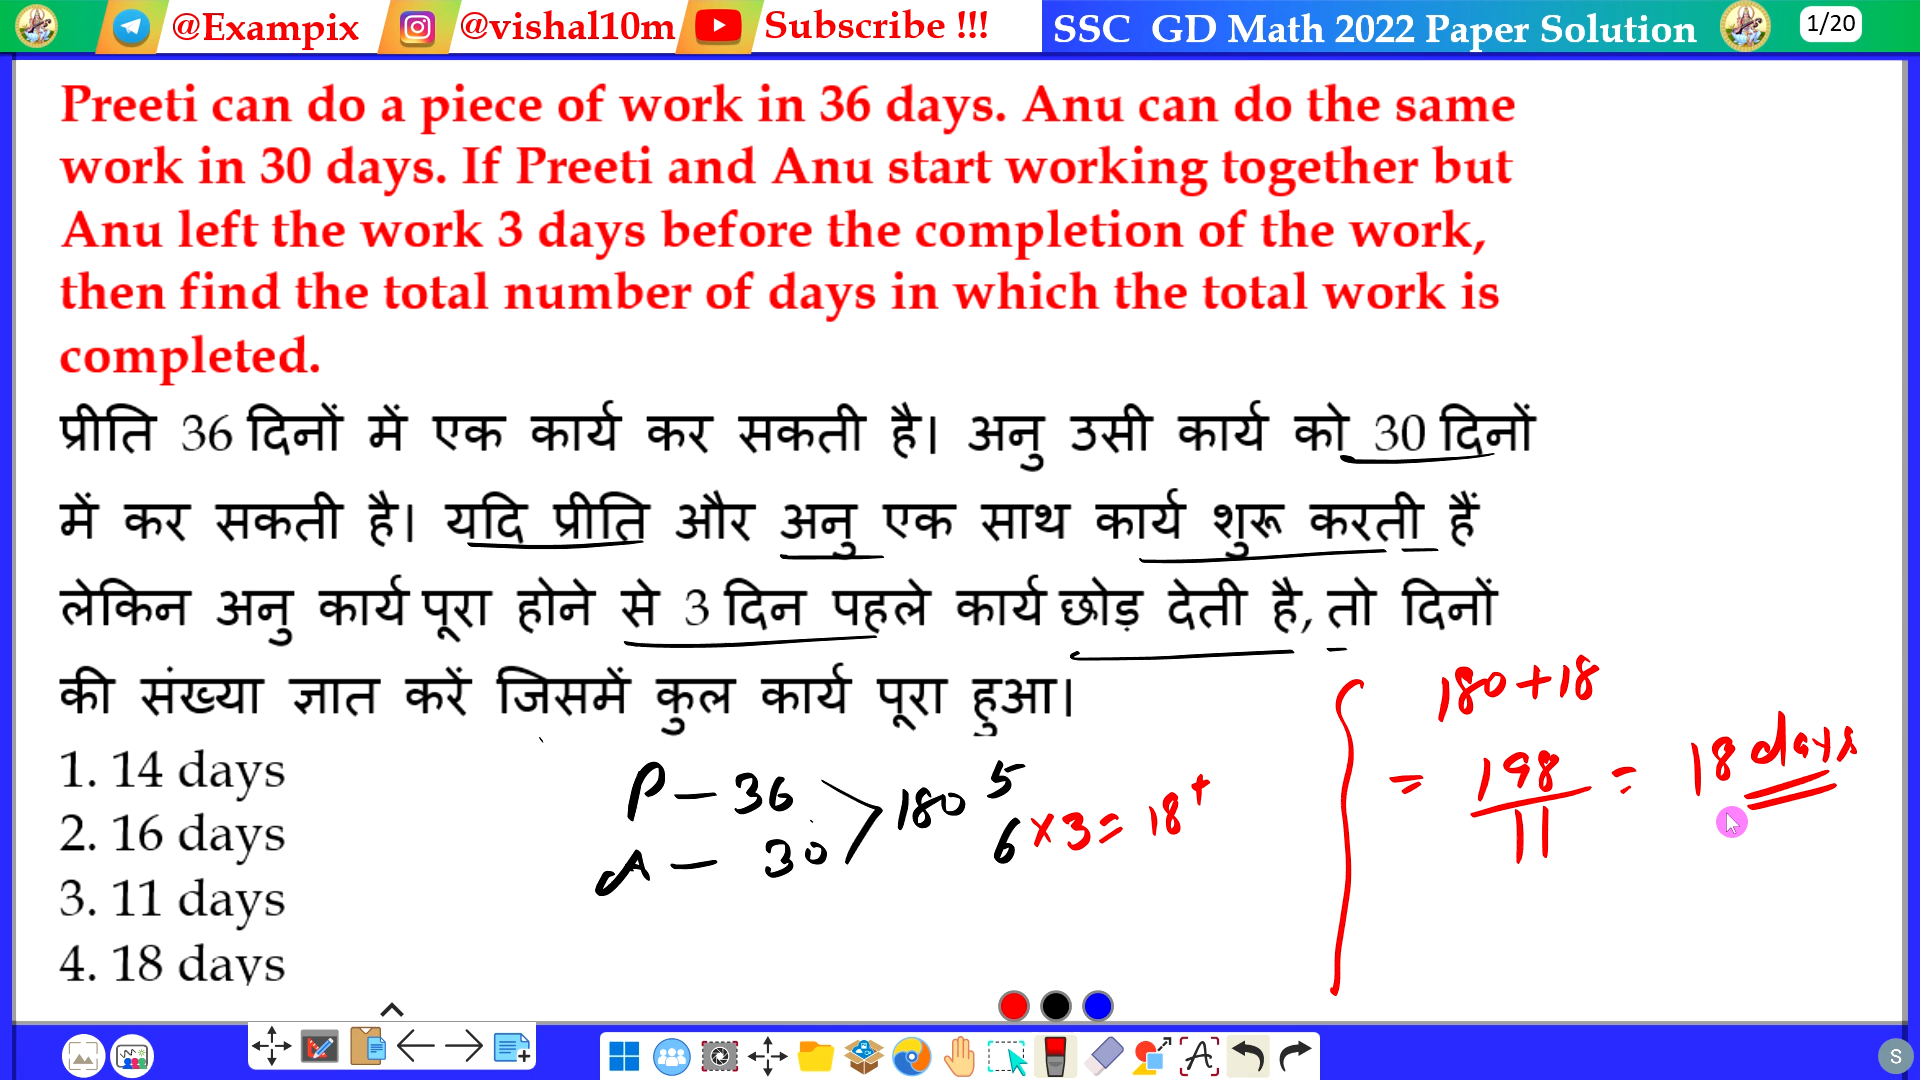 @Exampix @vishal10m Subscribe !!! SSC GD Math 2022 Paper Solution 1/20
Preeti can do a piece of work in 36 days. Anu can do the same
work in 30 days. If Preeti and Anu start working together but
Anu left the work 3 days before the completion of the work,
then find the total number of days in which the total work is
completed.
प्रीति 36 दिनों में एक कार्य कर सकती है। अनु उसी कार्य को 30 दिनों
में कर सकती है। यदि प्रीति और अनु एक साथ कार्य शुरू करती हैं
लेकिन अनु कार्य पूरा होने से 3 दिन पहले कार्य छोड़ देती है, तो दिनों
की संख्या ज्ञात करें जिसमें कुल कार्य पूरा हुआ।
1. 14 days
2. 16 days
3. 11 days
4. 18 days
P – 36 > 180 5
A – 30 6 × 3 = 18 +
180 + 18
= 198 / 11 = 18 days
S